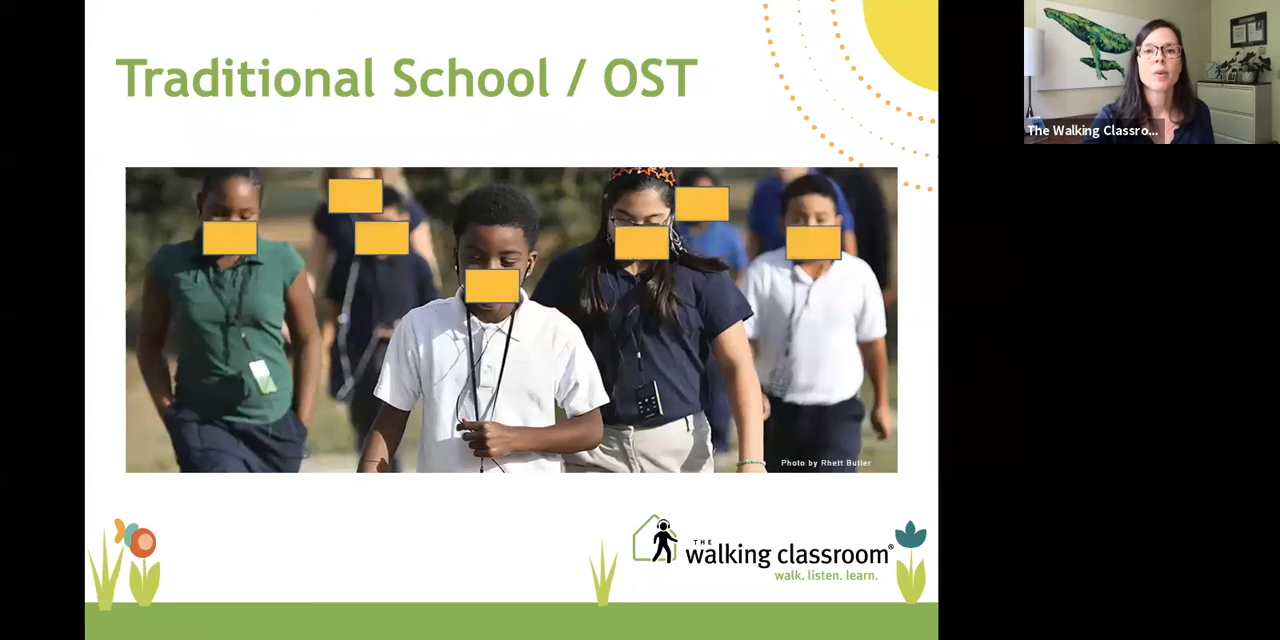 Traditional School / OST
The Walking Classro...
Photo by Rhett Butler
THE
walking classroom®
walk. listen. learn.